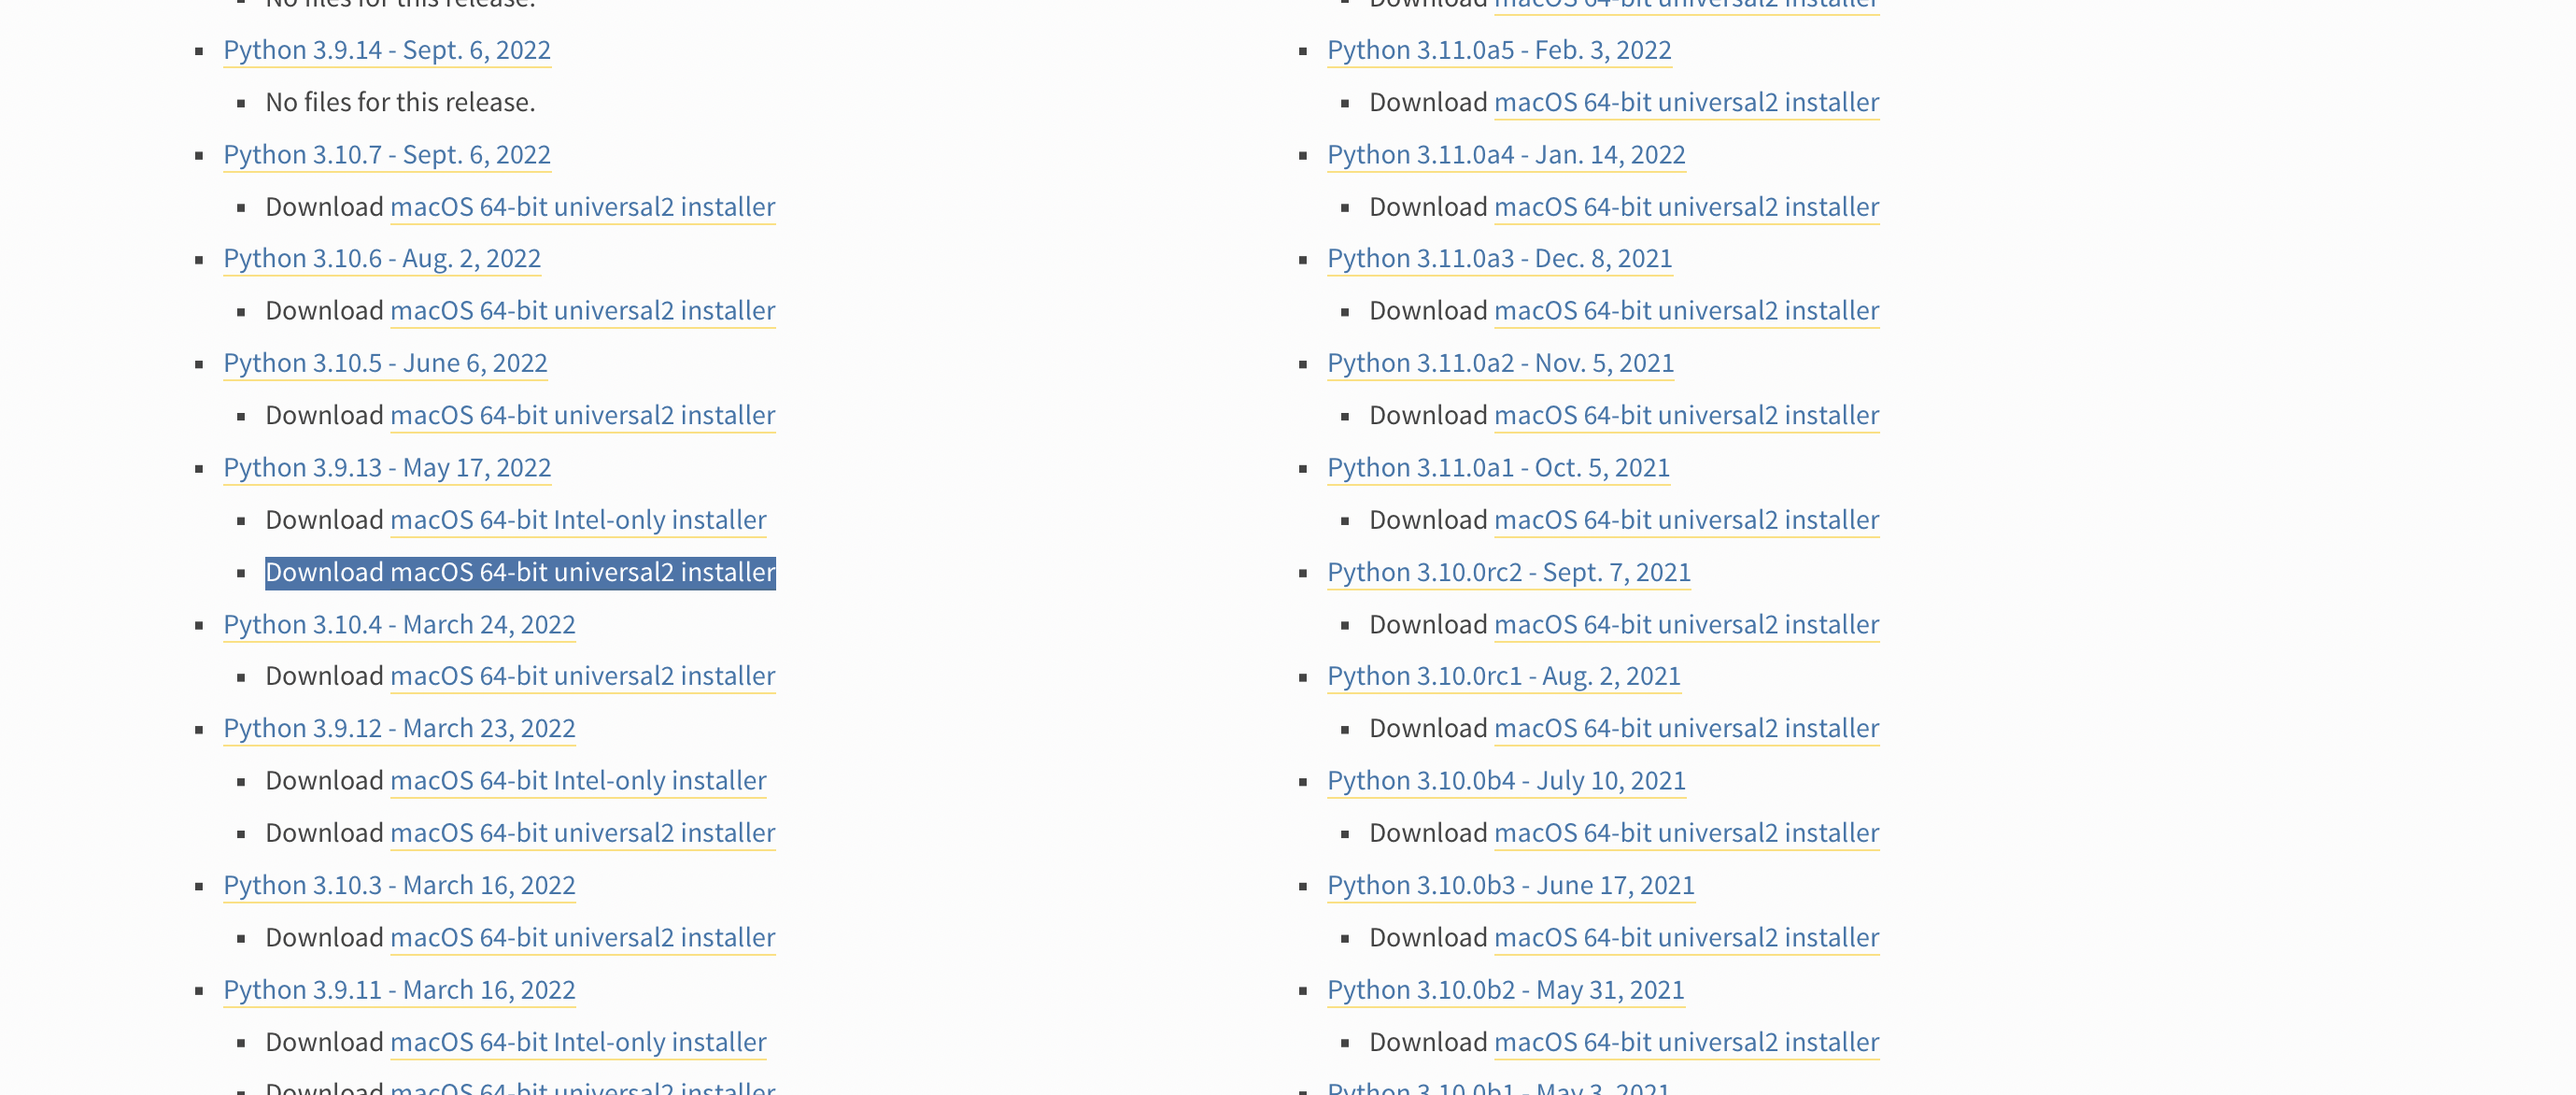 No files for this release.
Python 3.9.14 - Sept. 6, 2022
No files for this release.
Python 3.10.7 - Sept. 6, 2022
Download macOS 64-bit universal2 installer
Python 3.10.6 - Aug. 2, 2022
Download macOS 64-bit universal2 installer
Python 3.10.5 - June 6, 2022
Download macOS 64-bit universal2 installer
Python 3.9.13 - May 17, 2022
Download macOS 64-bit Intel-only installer
Download macOS 64-bit universal2 installer
Python 3.10.4 - March 24, 2022
Download macOS 64-bit universal2 installer
Python 3.9.12 - March 23, 2022
Download macOS 64-bit Intel-only installer
Download macOS 64-bit universal2 installer
Python 3.10.3 - March 16, 2022
Download macOS 64-bit universal2 installer
Python 3.9.11 - March 16, 2022
Download macOS 64-bit Intel-only installer
Download macOS 64-bit universal2 installer
Download macOS 64-bit universal2 installer
Python 3.11.0a5 - Feb. 3, 2022
Download macOS 64-bit universal2 installer
Python 3.11.0a4 - Jan. 14, 2022
Download macOS 64-bit universal2 installer
Python 3.11.0a3 - Dec. 8, 2021
Download macOS 64-bit universal2 installer
Python 3.11.0a2 - Nov. 5, 2021
Download macOS 64-bit universal2 installer
Python 3.11.0a1 - Oct. 5, 2021
Download macOS 64-bit universal2 installer
Python 3.10.0rc2 - Sept. 7, 2021
Download macOS 64-bit universal2 installer
Python 3.10.0rc1 - Aug. 2, 2021
Download macOS 64-bit universal2 installer
Python 3.10.0b4 - July 10, 2021
Download macOS 64-bit universal2 installer
Python 3.10.0b3 - June 17, 2021
Download macOS 64-bit universal2 installer
Python 3.10.0b2 - May 31, 2021
Download macOS 64-bit universal2 installer
Python 3.10.0b1 - May 3, 2021